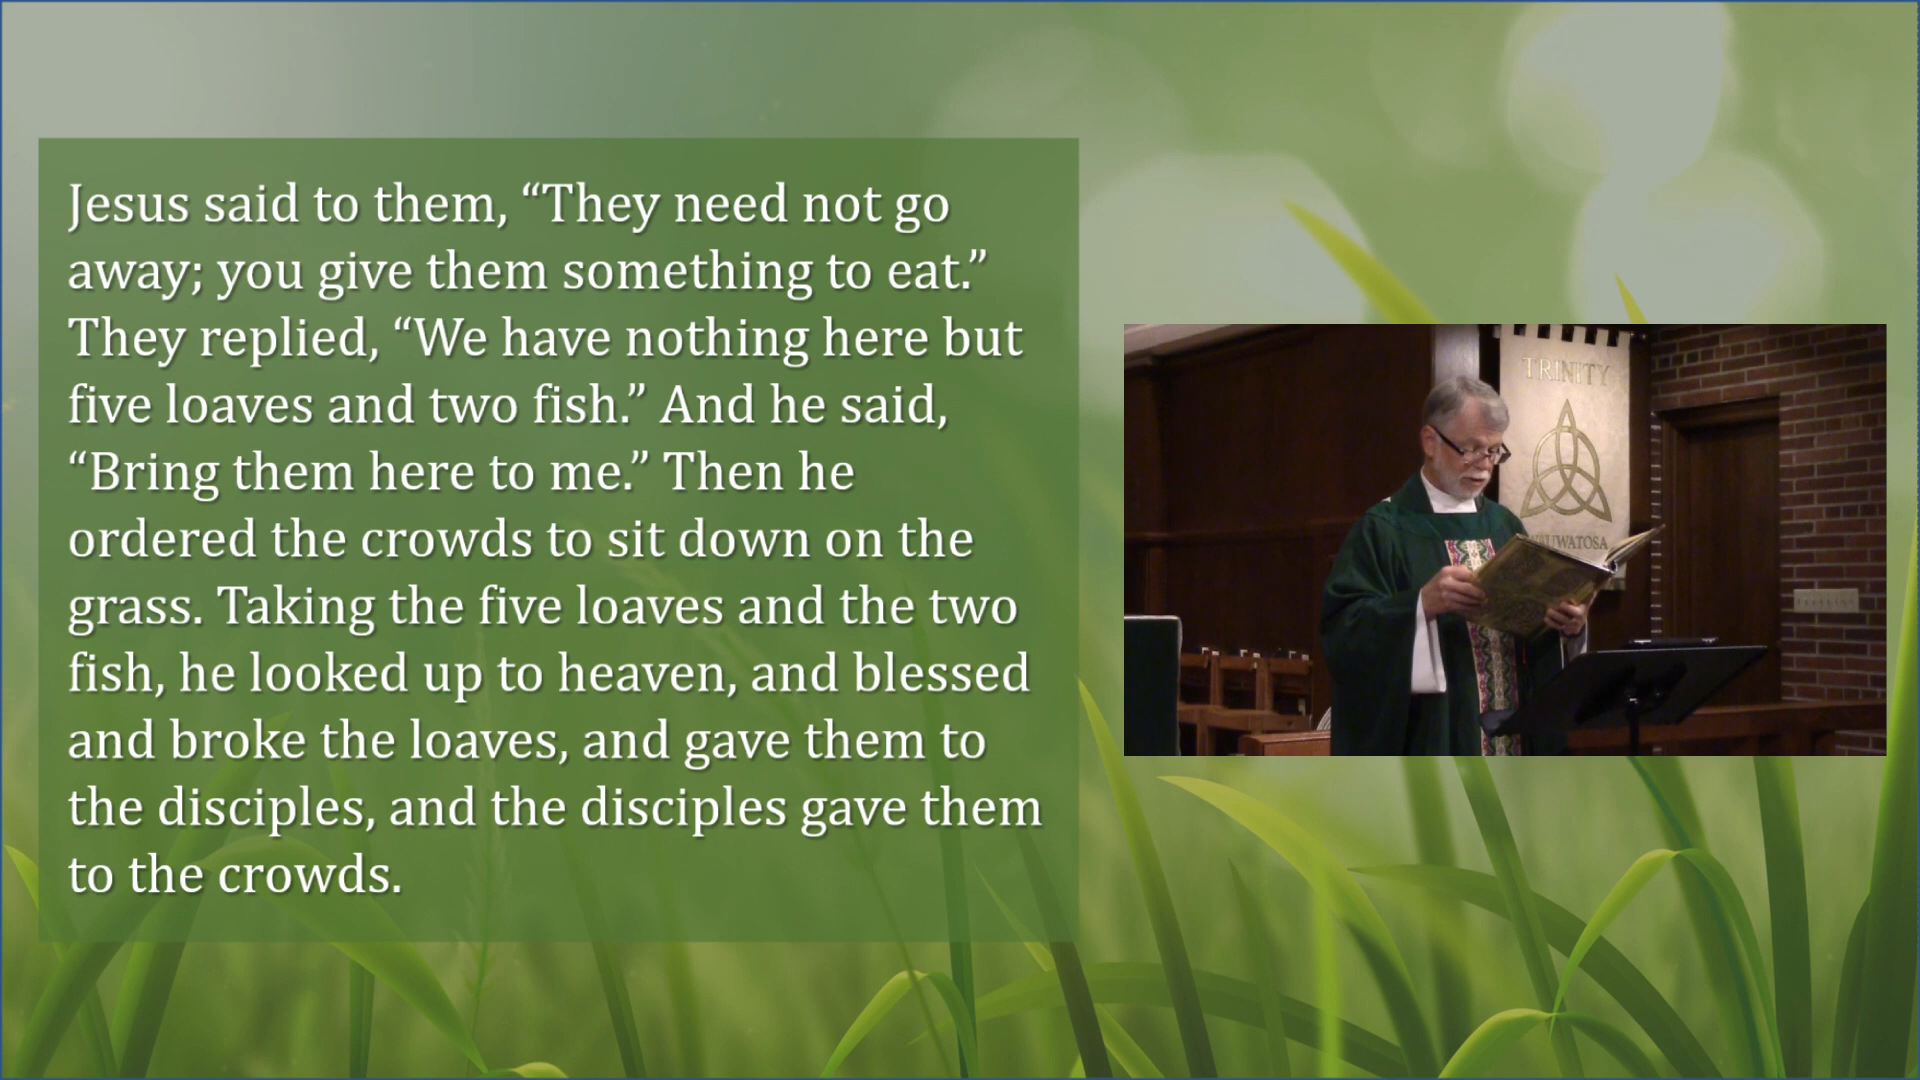 Jesus said to them, “They need not go
away; you give them something to eat.”
They replied, “We have nothing here but
five loaves and two fish.” And he said,
“Bring them here to me.” Then he
ordered the crowds to sit down on the
grass. Taking the five loaves and the two
fish, he looked up to heaven, and blessed
and broke the loaves, and gave them to
the disciples, and the disciples gave them
to the crowds.
TRINITY
WAUWATOSA